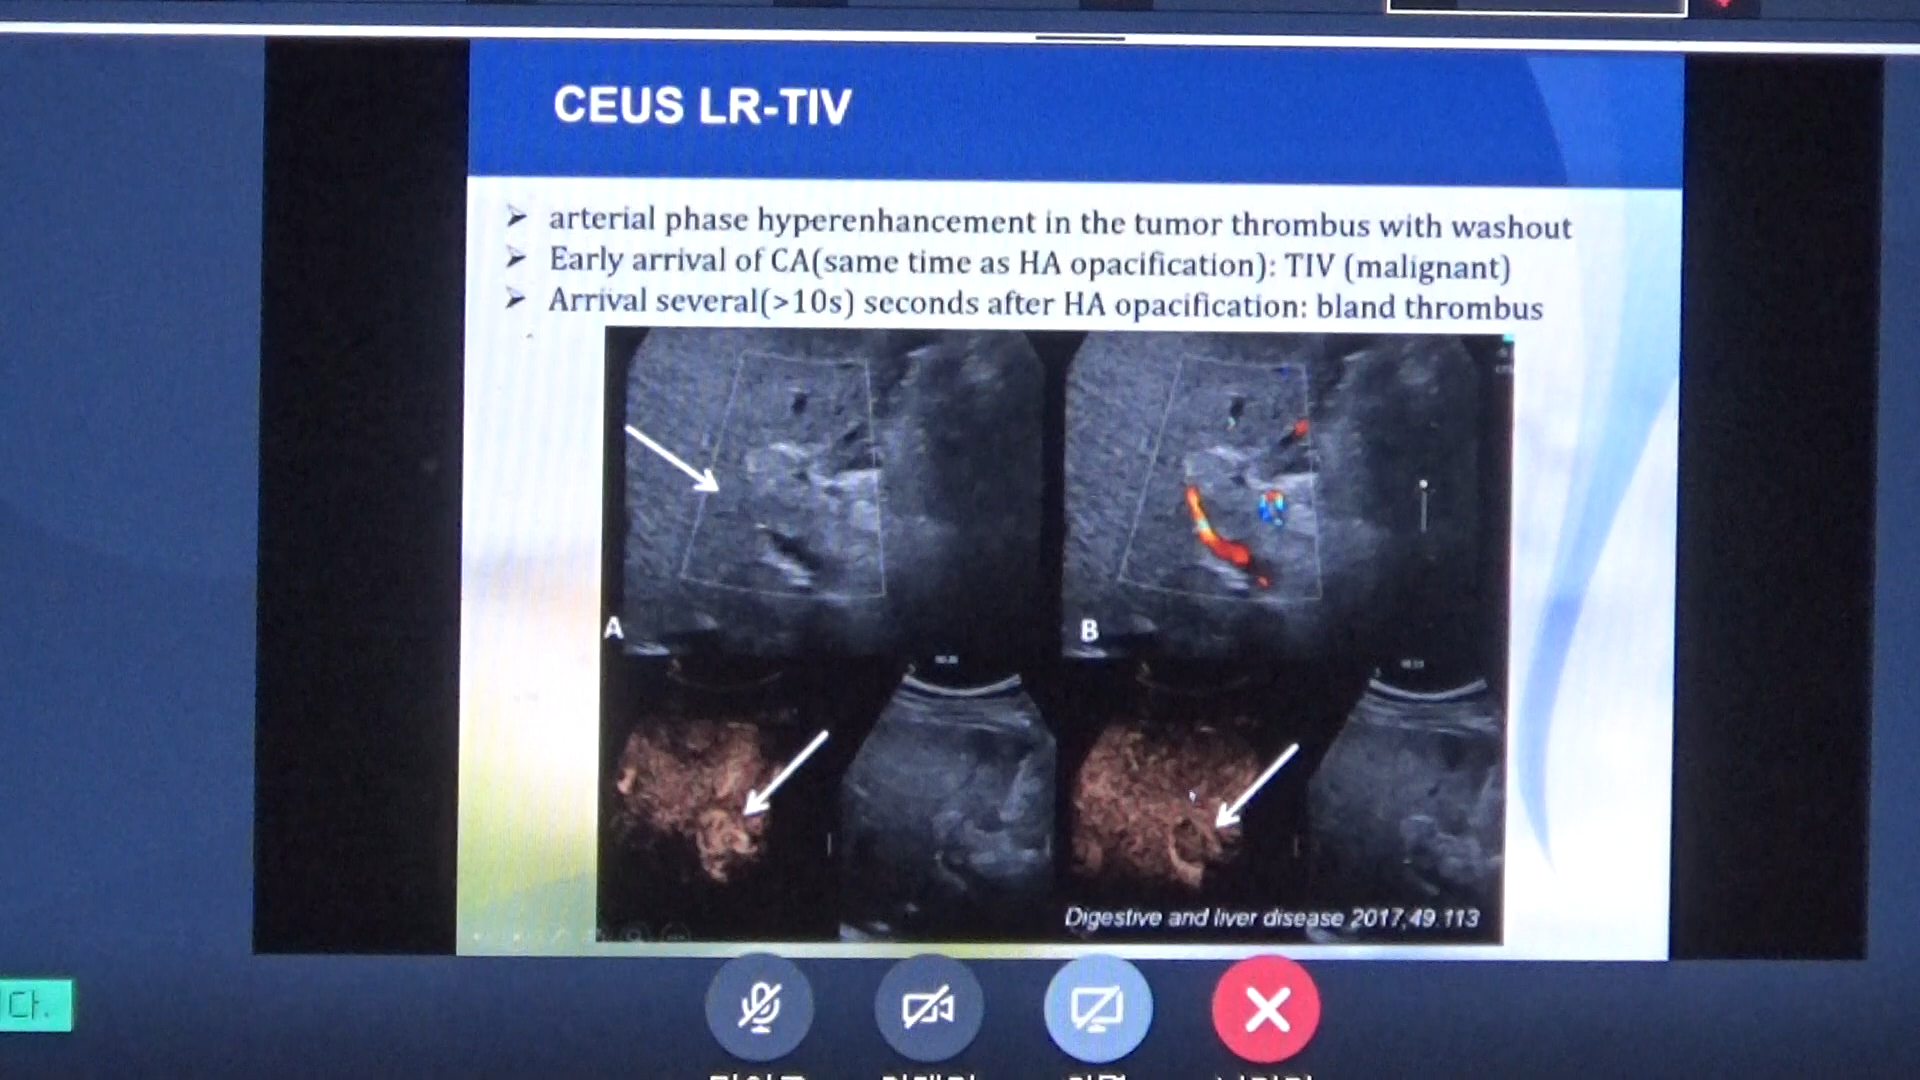 CEUS LR-TIV
➢ arterial phase hyperenhancement in the tumor thrombus with washout
➢ Early arrival of CA(same time as HA opacification): TIV (malignant)
➢ Arrival several(>10s) seconds after HA opacification: bland thrombus
A
B
Digestive and liver disease 2017;49:113
다.